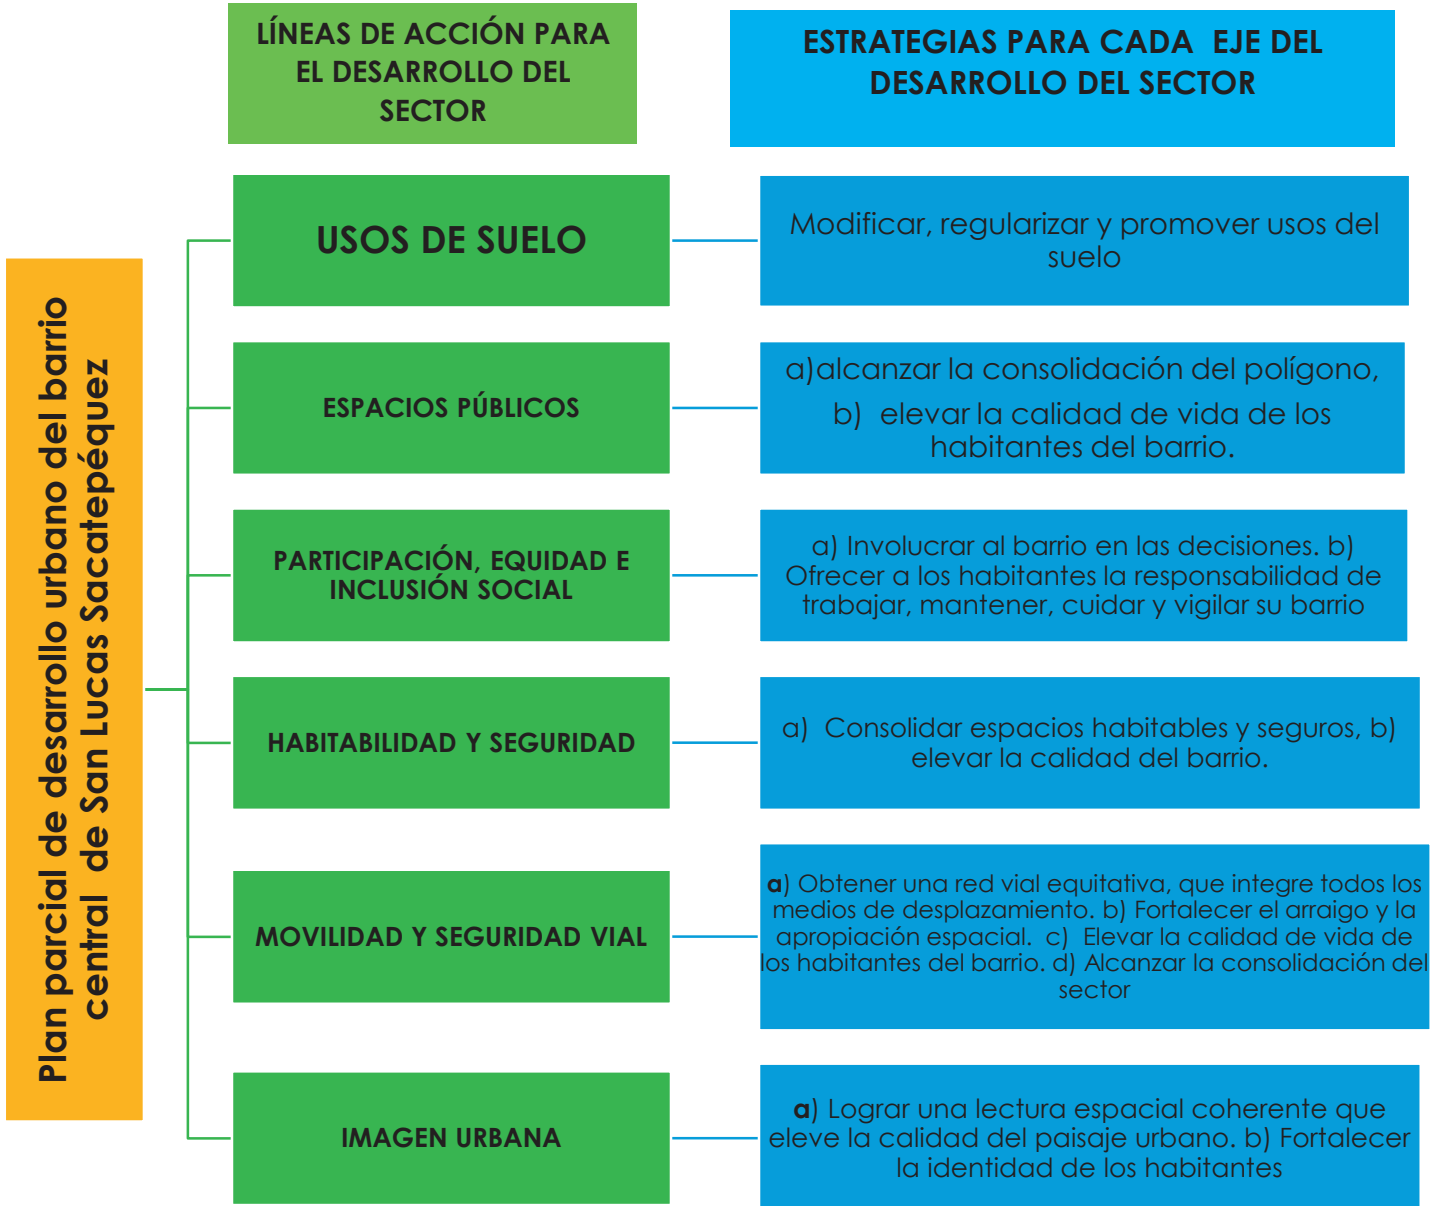 LÍNEAS DE ACCIÓN PARA
EL DESARROLLO DEL
SECTOR
ESTRATEGIAS PARA CADA  EJE DEL
DESARROLLO DEL SECTOR
Plan parcial de desarrollo urbano del barrio
central  de San Lucas Sacatepéquez
USOS DE SUELO
Modificar, regularizar y promover usos del
suelo
ESPACIOS PÚBLICOS
a)alcanzar la consolidación del polígono,
b)  elevar la calidad de vida de los
habitantes del barrio.
PARTICIPACIÓN, EQUIDAD E
INCLUSIÓN SOCIAL
a) Involucrar al barrio en las decisiones. b)
Ofrecer a los habitantes la responsabilidad de
trabajar, mantener, cuidar y vigilar su barrio
HABITABILIDAD Y SEGURIDAD
a)  Consolidar espacios habitables y seguros, b)
elevar la calidad del barrio.
MOVILIDAD Y SEGURIDAD VIAL
a) Obtener una red vial equitativa, que integre todos los
medios de desplazamiento. b) Fortalecer el arraigo y la
apropiación espacial.  c)  Elevar la calidad de vida de
los habitantes del barrio. d) Alcanzar la consolidación del
sector
IMAGEN URBANA
a) Lograr una lectura espacial coherente que
eleve la calidad del paisaje urbano. b) Fortalecer
la identidad de los habitantes